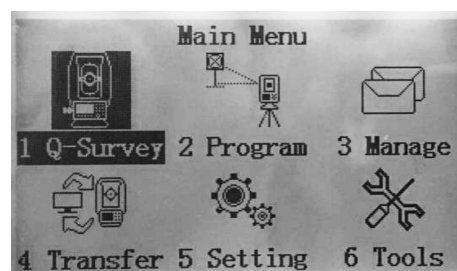 Main Menu
1 Q-Survey 2 Program 3 Manage
4 Transfer 5 Setting 6 Tools